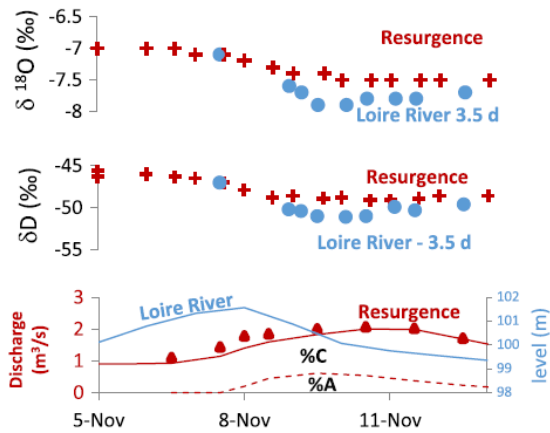 -6.5
-7
-7.5
-8
δ ¹⁸O (‰)
Resurgence
Loire River 3.5 d
-45
-50
-55
δD (‰)
Resurgence
Loire River - 3.5 d
3
2
1
0
Discharge
(m³/s)
Loire River
Resurgence
%C
%A
102
101
100
99
98
level (m)
5-Nov
8-Nov
11-Nov